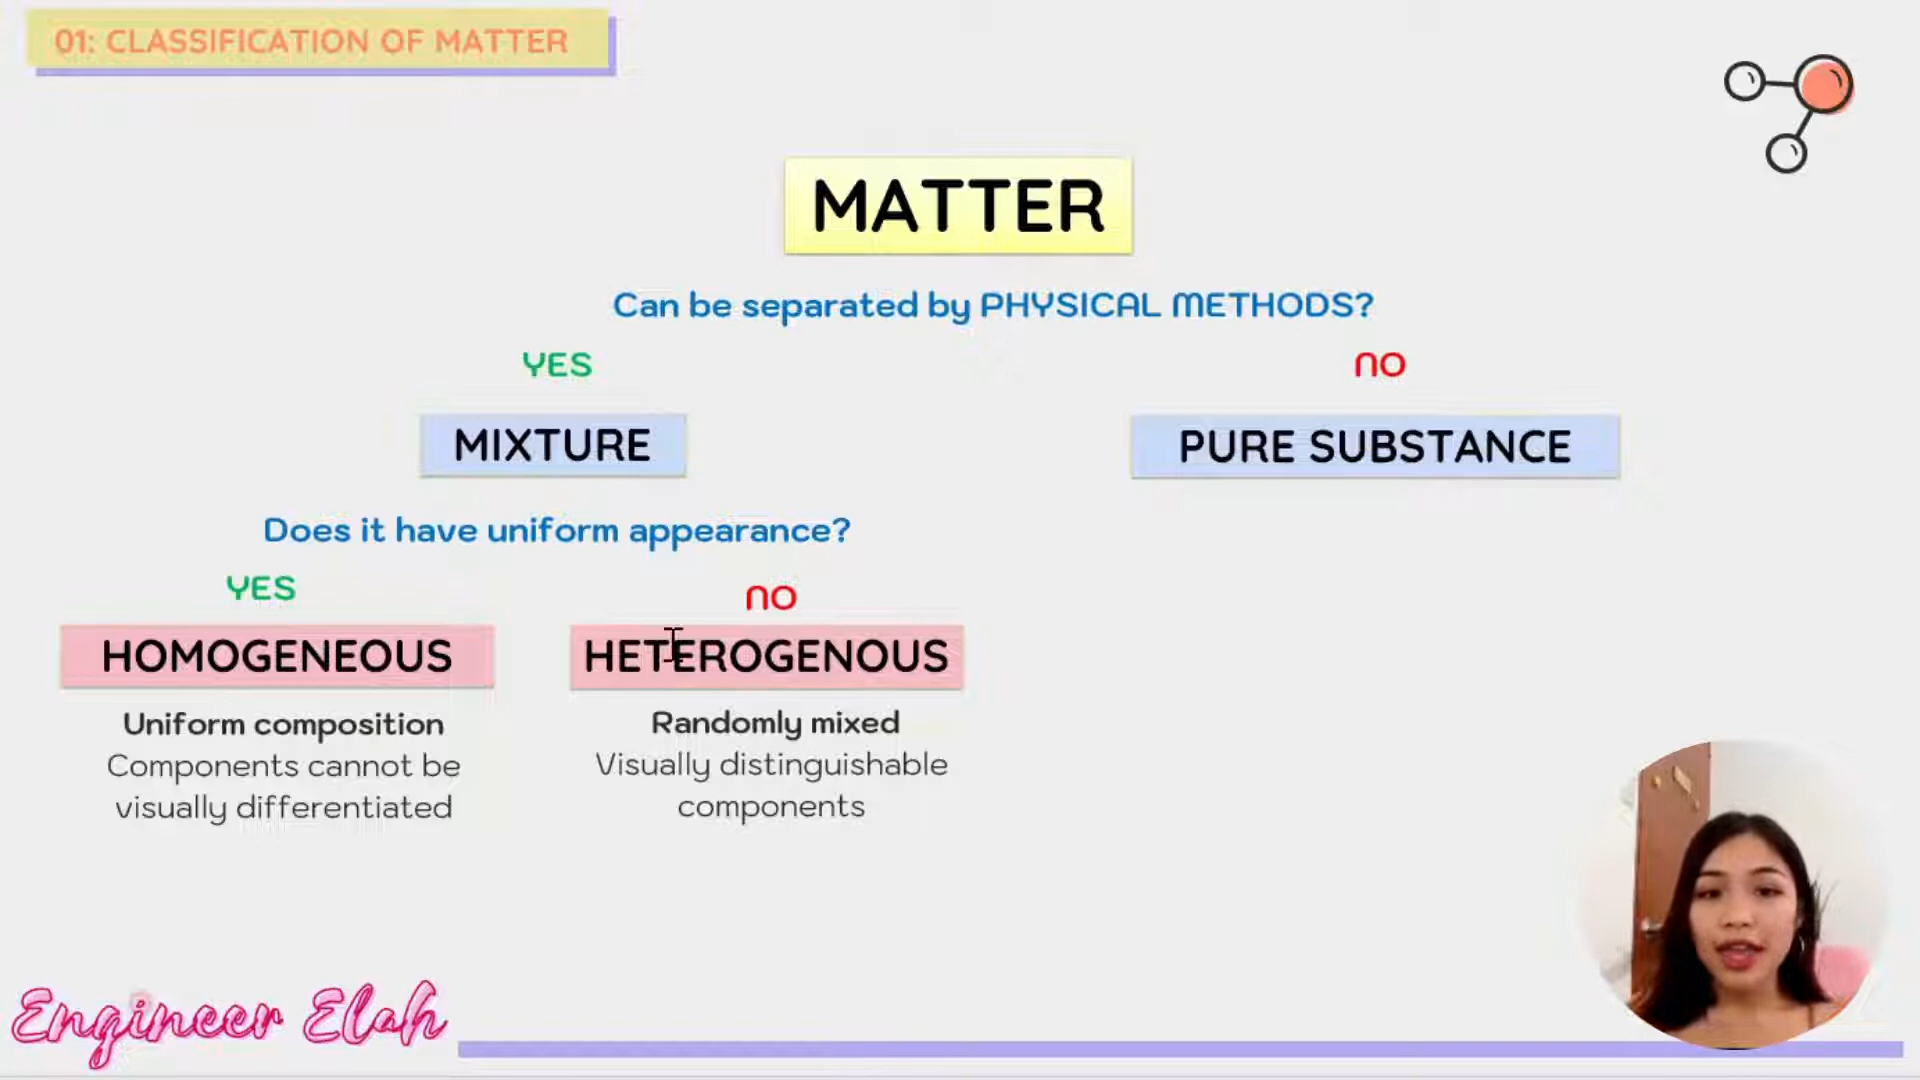 01: CLASSIFICATION OF MATTER
MATTER
Can be separated by PHYSICAL METHODS?
YES
NO
MIXTURE
PURE SUBSTANCE
Does it have uniform appearance?
YES
NO
HOMOGENEOUS
HETEROGENOUS
Uniform composition
Components cannot be
visually differentiated
Randomly mixed
Visually distinguishable
components
Engineer Elah